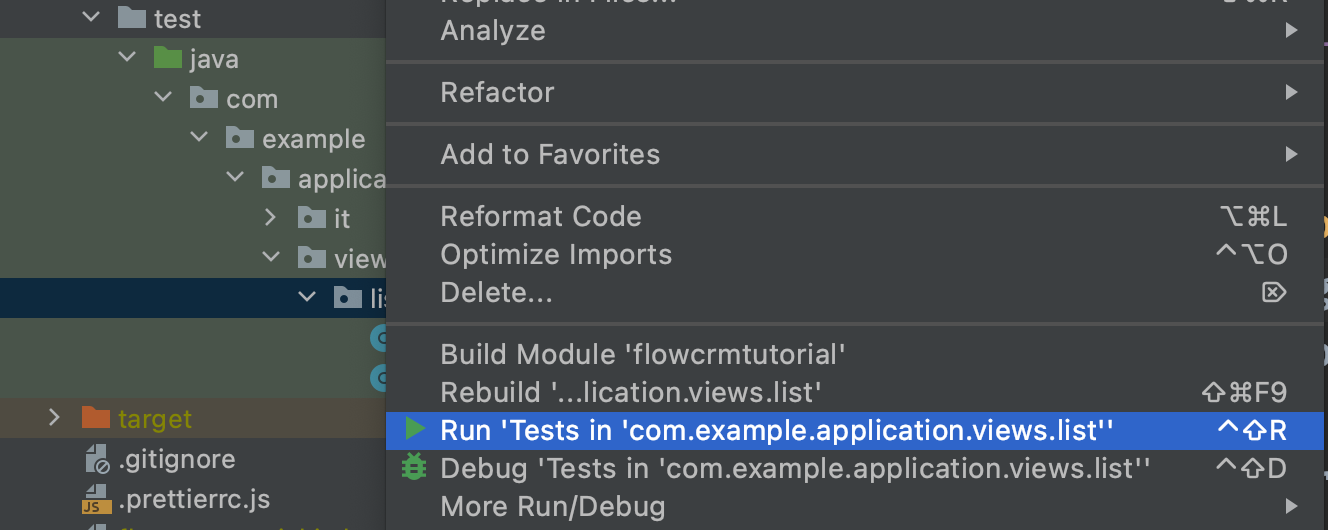 test
java
com
example
applica
it
view
Analyze
Refactor
Add to Favorites
Reformat Code ⌥⌘L
Optimize Imports ^⌥O
Delete... ⌦
Build Module 'flowcrmtutorial'
Rebuild '...lication.views.list' ⇧⌘F9
Run 'Tests in 'com.example.application.views.list'' ^⇧R
Debug 'Tests in 'com.example.application.views.list'' ^⇧D
More Run/Debug
target
.gitignore
JS .prettierrc.js